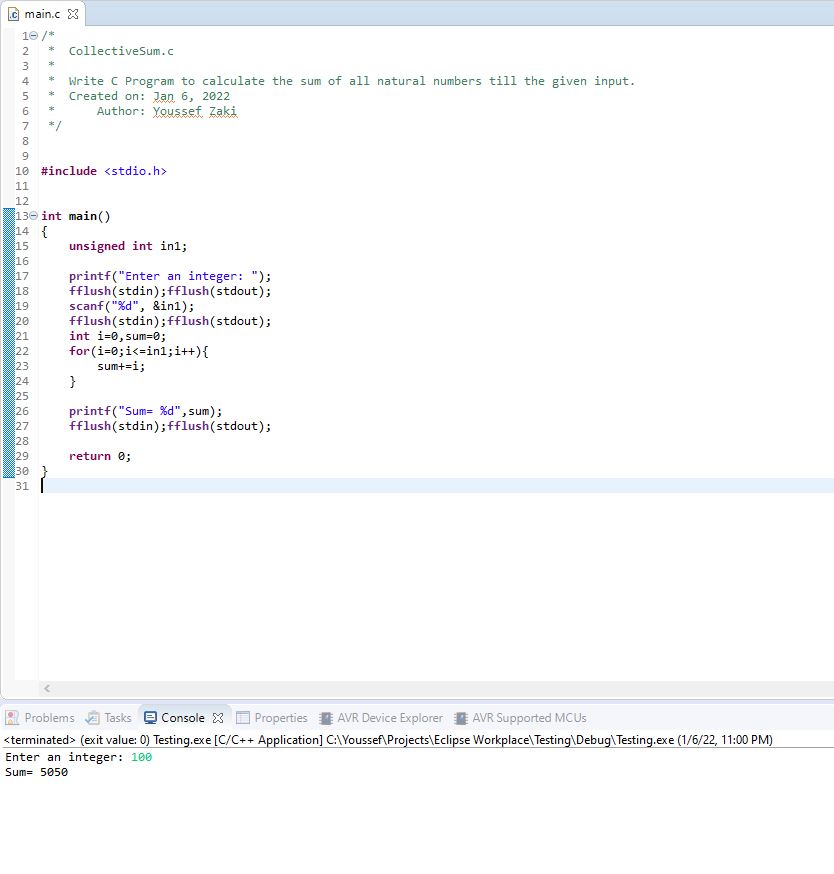 main.c
1 /*
2  *  CollectiveSum.c
3  *
4  *  Write C Program to calculate the sum of all natural numbers till the given input.
5  *  Created on: Jan 6, 2022
6  *      Author: Youssef Zaki
7  */
8
9
10 #include <stdio.h>
11
12
13 int main()
14 {
15     unsigned int in1;
16
17     printf("Enter an integer: ");
18     fflush(stdin);fflush(stdout);
19     scanf("%d", &in1);
20     fflush(stdin);fflush(stdout);
21     int i=0,sum=0;
22     for(i=0;i<=in1;i++){
23         sum+=i;
24     }
25
26     printf("Sum= %d",sum);
27     fflush(stdin);fflush(stdout);
28
29     return 0;
30 }
31
Problems Tasks Console Properties AVR Device Explorer AVR Supported MCUs
<terminated> (exit value: 0) Testing.exe [C/C++ Application] C:\Youssef\Projects\Eclipse Workplace\Testing\Debug\Testing.exe (1/6/22, 11:00 PM)
Enter an integer: 100
Sum= 5050